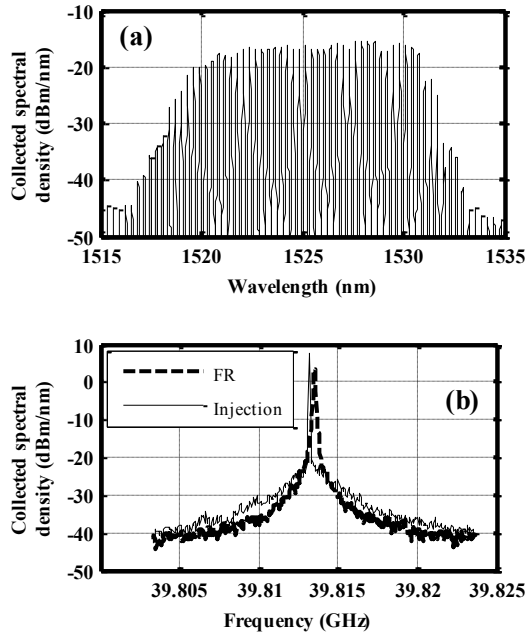 (a)
Collected spectral
density (dBm/nm)
-10
-20
-30
-40
-50
1515
1520
1525
1530
1535
Wavelength (nm)
FR
Injection
(b)
Collected spectral
density (dBm/nm)
10
0
-10
-20
-30
-40
-50
39.805
39.81
39.815
39.82
39.825
Frequency (GHz)